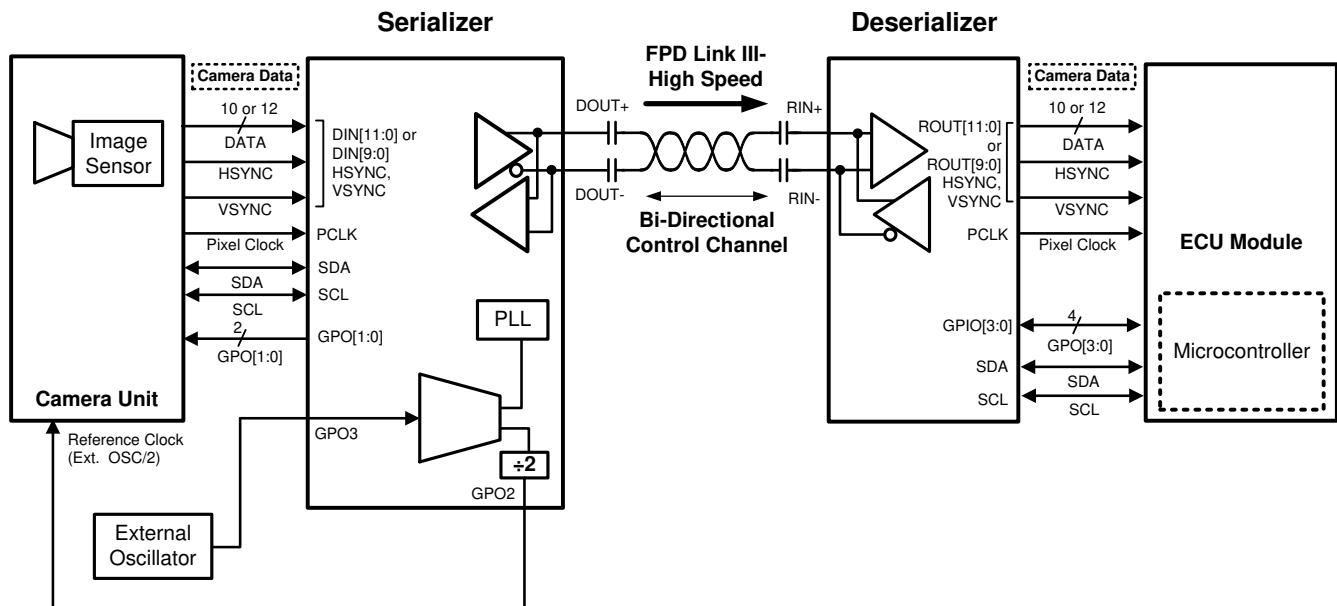 Serializer
Deserializer
FPD Link III-
High Speed
Camera Data
10 or 12
DATA
HSYNC
VSYNC
Pixel Clock
SDA
SCL
2
GPO[1:0]
Image
Sensor
Camera Unit
DIN[11:0] or
DIN[9:0]
HSYNC,
VSYNC
PCLK
SDA
SCL
GPO[1:0]
PLL
GPO3
÷2
GPO2
Reference Clock
(Ext. OSC/2)
External
Oscillator
DOUT+
DOUT-
RIN+
RIN-
Bi-Directional
Control Channel
ROUT[11:0]
or
ROUT[9:0]
HSYNC,
VSYNC
PCLK
GPIO[3:0]
SDA
SCL
Camera Data
10 or 12
DATA
HSYNC
VSYNC
Pixel Clock
4
GPO[3:0]
SDA
SCL
ECU Module
Microcontroller